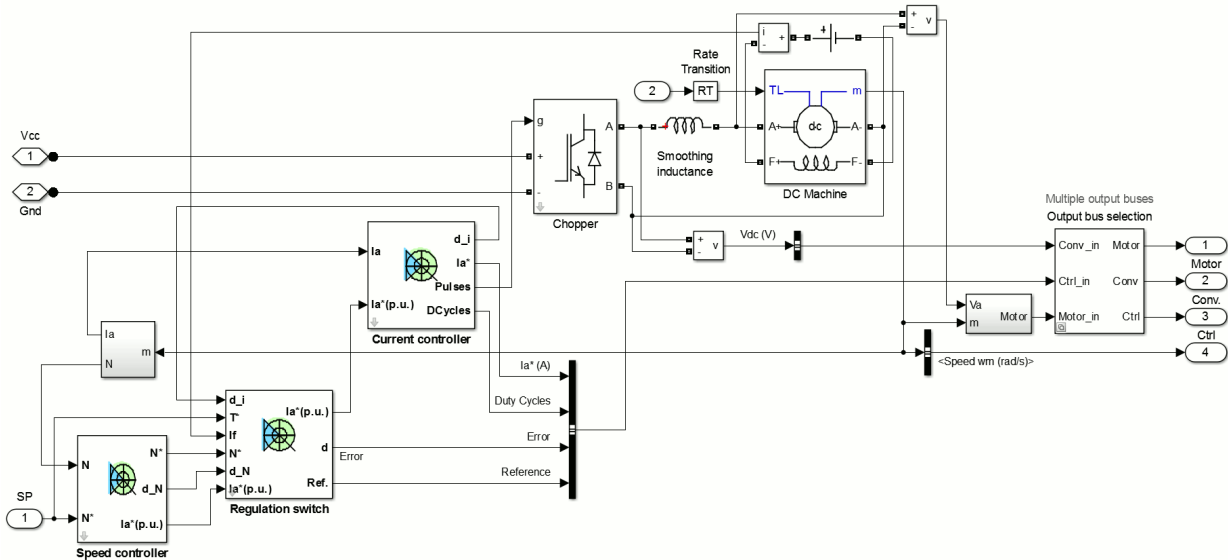 +
-
v
i
+
-
+
Rate
Transition
2
RT
TL
m
A+
dc
A-
F+
F-
DC Machine
Smoothing
inductance
g
A
+
-
B
Chopper
Vcc
1
2
Gnd
Ia
d_i
Ia*
Pulses
Ia*(p.u.)
DCycles
Current controller
+
-
v
Vdc (V)
Multiple output buses
Output bus selection
Conv_in
Motor
Ctrl_in
Conv
Motor_in
Ctrl
1
Motor
2
Conv.
3
Ctrl
4
Va
m
Motor
<Speed wm (rad/s)>
Ia
N
m
Ia* (A)
Duty Cycles
Error
Reference
d_i
T*
If
N*
d_N
Ia*(p.u.)
Ia*(p.u.)
d
Ref.
Error
Regulation switch
N
N*
N*
d_N
Ia*(p.u.)
Speed controller
SP
1